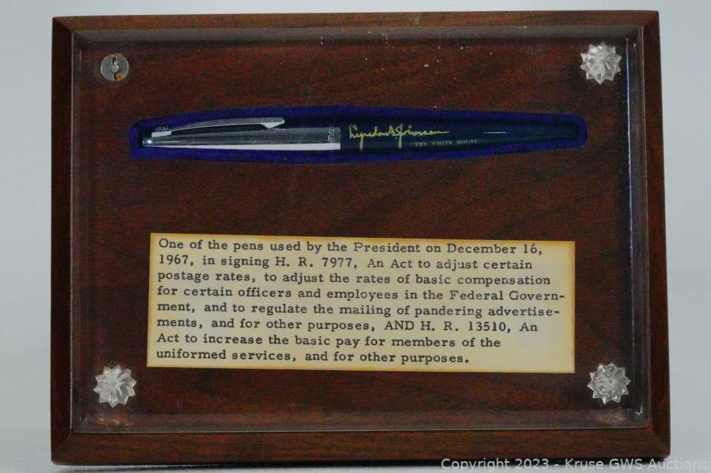 Lyndon B Johnson
"THE WHITE HOUSE"
One of the pens used by the President on December 16,
1967, in signing H. R. 7977, An Act to adjust certain
postage rates, to adjust the rates of basic compensation
for certain officers and employees in the Federal Govern-
ment, and to regulate the mailing of pandering advertise-
ments, and for other purposes, AND H. R. 13510, An
Act to increase the basic pay for members of the
uniformed services, and for other purposes.
Copyright 2023 - Kruse GWS Auctions